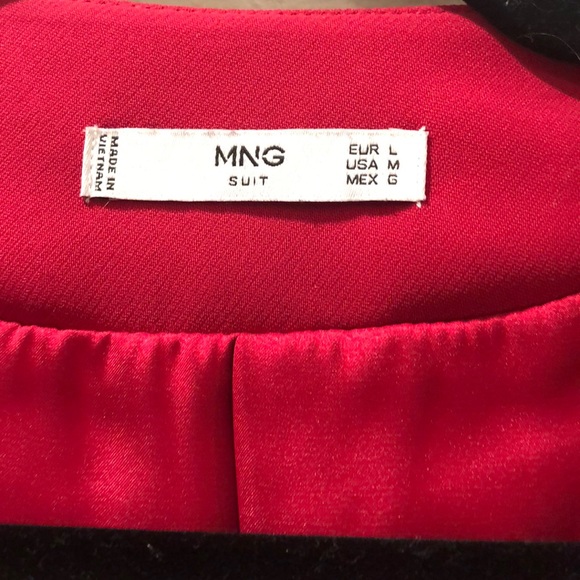 MADE IN
VIETNAM
MNG
SUIT
EUR L
USA M
MEX G